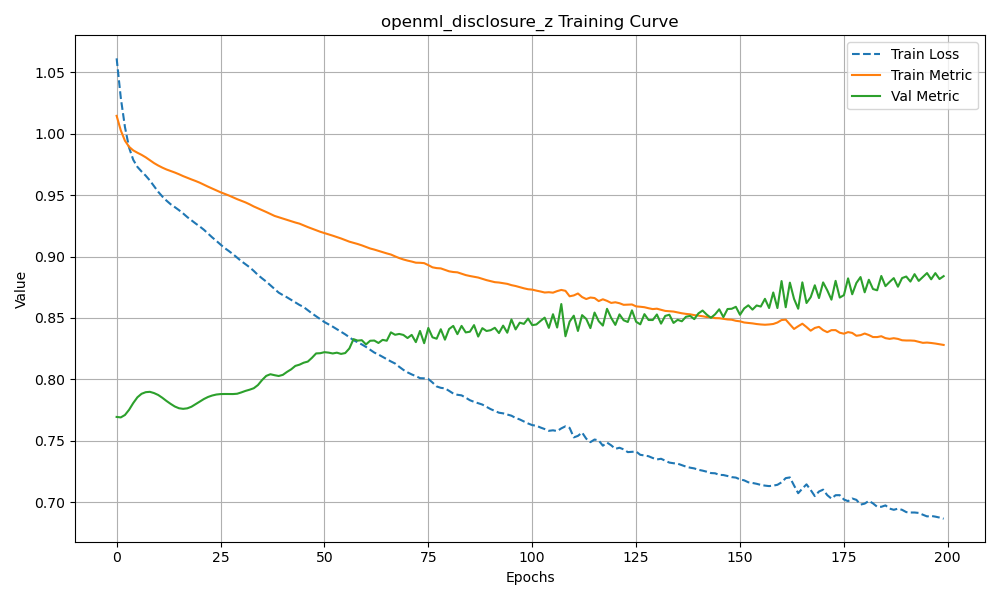 openml_disclosure_z Training Curve
Train Loss
Train Metric
Val Metric
Value
1.05
1.00
0.95
0.90
0.85
0.80
0.75
0.70
0
25
50
75
100
125
150
175
200
Epochs